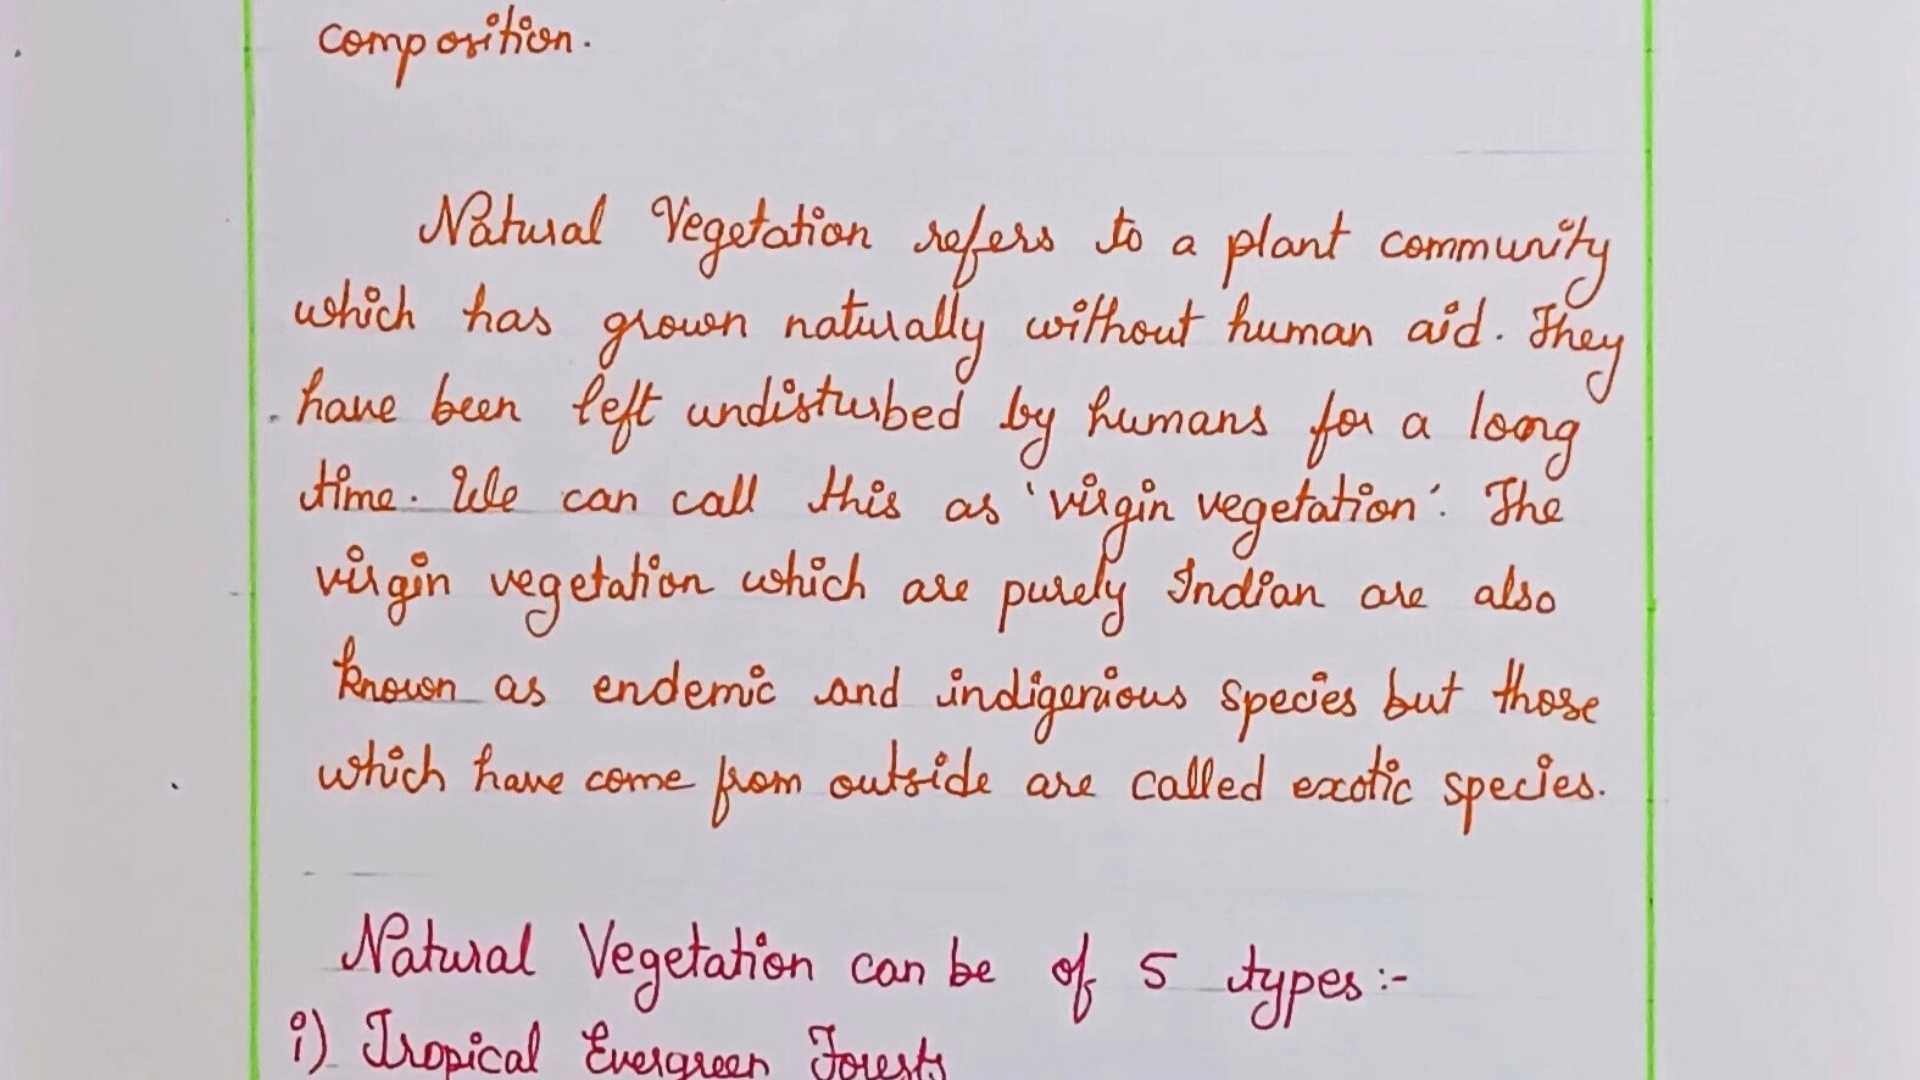 composition.
Natural Vegetation refers to a plant community
which has grown naturally without human aid. They
have been left undisturbed by humans for a long
time. We can call this as 'virgin vegetation'. The
virgin vegetation which are purely Indian are also
known as endemic and indigenious species but those
which have come from outside are called exotic species.
Natural Vegetation can be of 5 types:-
i) Tropical Evergreen Forests